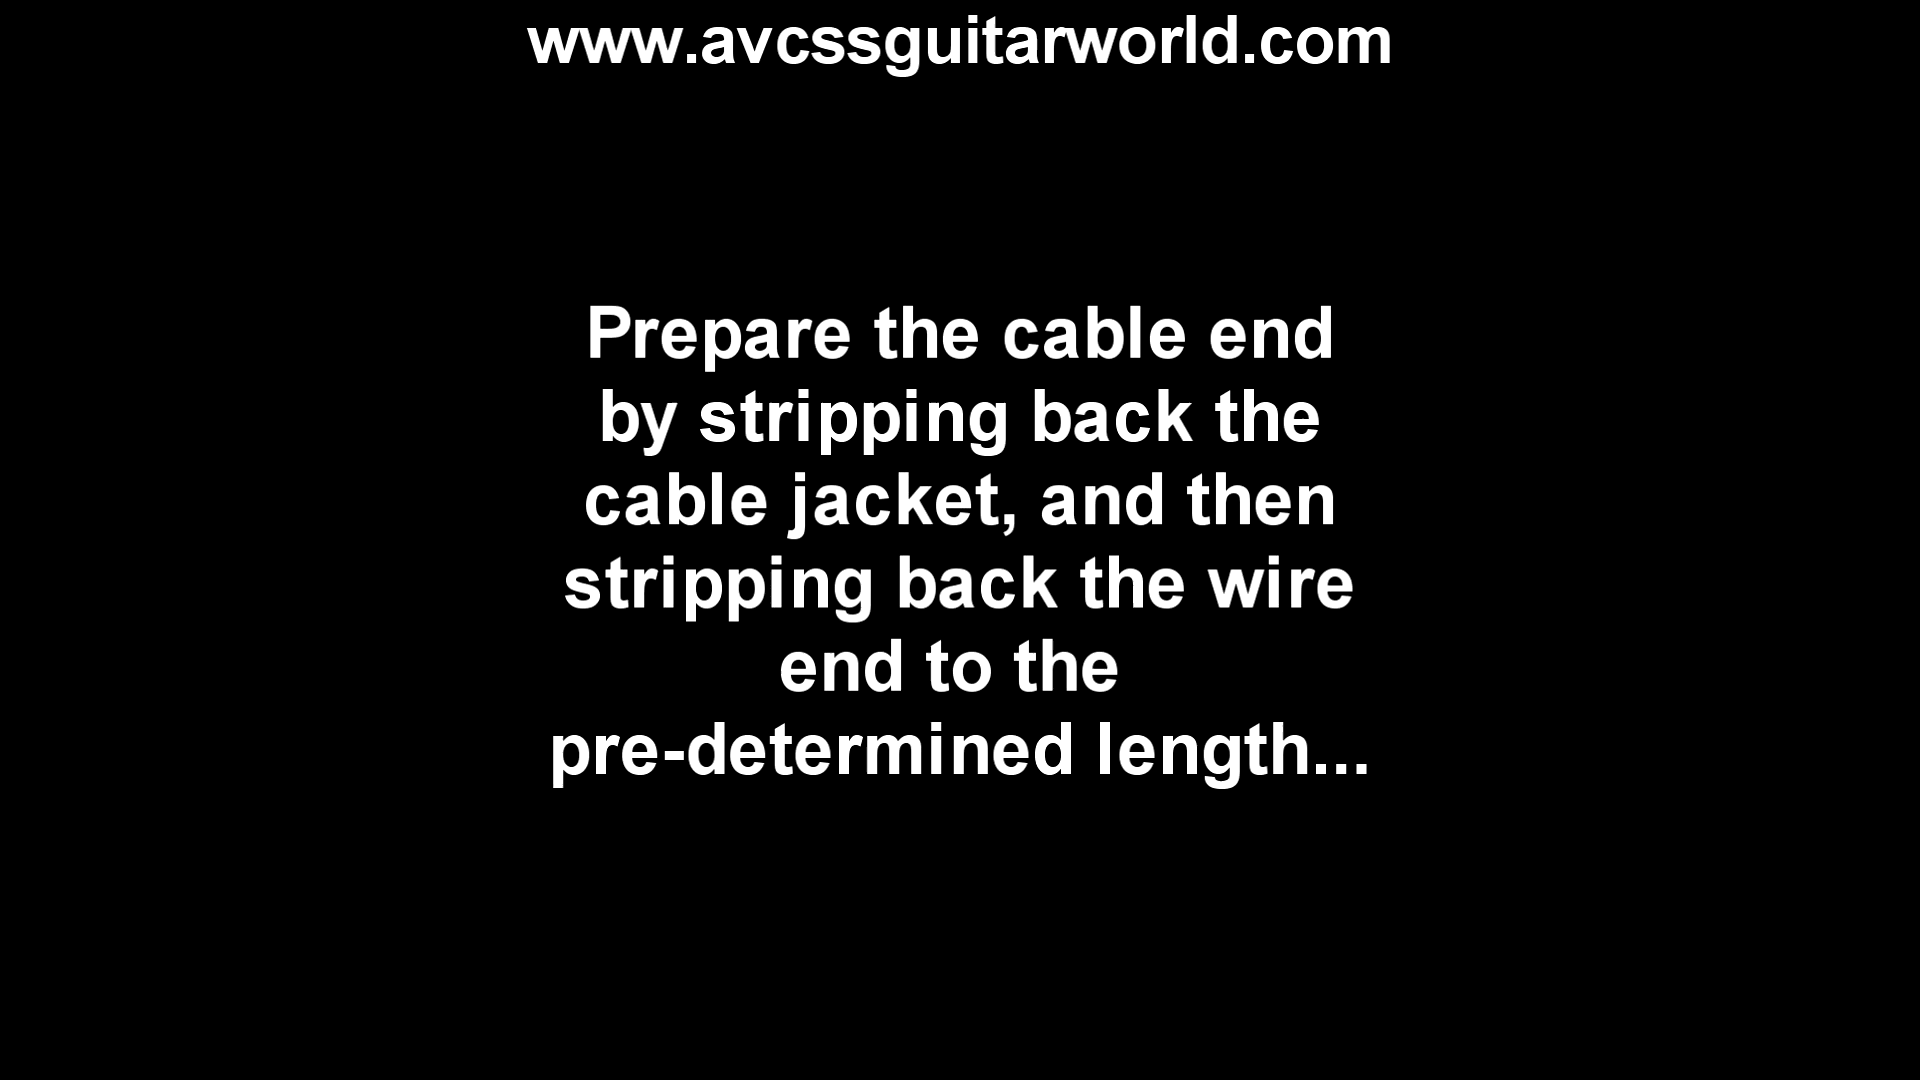 www.avcssguitarworld.com
Prepare the cable end
by stripping back the
cable jacket, and then
stripping back the wire
end to the
pre-determined length...